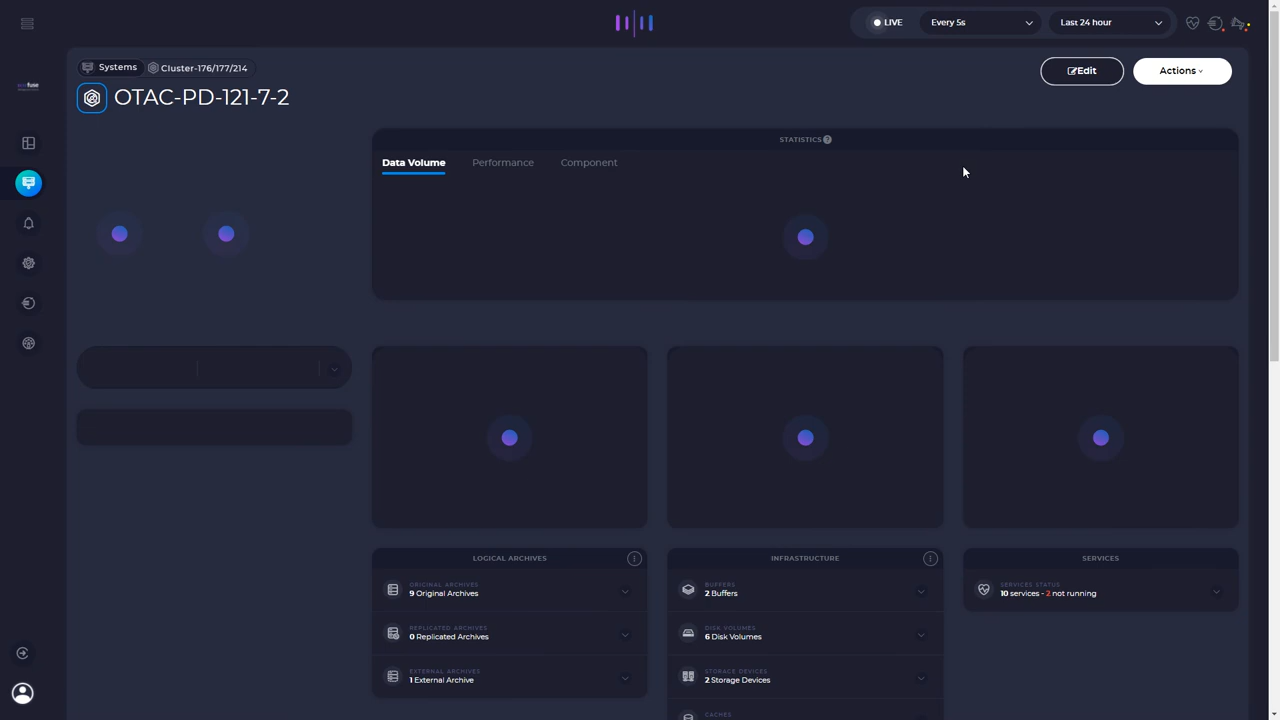 LIVE
Every 5s
Last 24 hour
Systems
Cluster-176/177/214
Edit
Actions
OTAC-PD-121-7-2
STATISTICS
Data Volume
Performance
Component
LOGICAL ARCHIVES
ORIGINAL ARCHIVES
9 Original Archives
REPLICATED ARCHIVES
0 Replicated Archives
EXTERNAL ARCHIVES
1 External Archive
INFRASTRUCTURE
BUFFERS
2 Buffers
DISK VOLUMES
6 Disk Volumes
STORAGE DEVICES
2 Storage Devices
CACHES
SERVICES
SERVICES STATUS
10 services - 2 not running